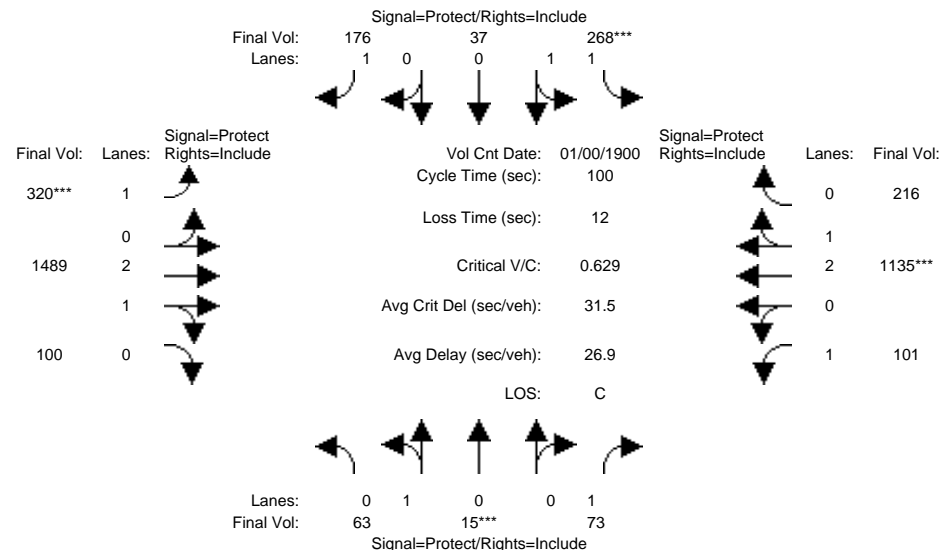 Signal=Protect/Rights=Include
Final Vol: 176 37 268***
Lanes: 1 0 0 1 1
Signal=Protect
Final Vol: Lanes: Rights=Include
Vol Cnt Date: 01/00/1900
Signal=Protect
Rights=Include Lanes: Final Vol:
Cycle Time (sec): 100
320*** 1
0 216
Loss Time (sec): 12
0
1
1489 2
Critical V/C: 0.629
2 1135***
1
Avg Crit Del (sec/veh): 31.5
0
100 0
Avg Delay (sec/veh): 26.9
1 101
LOS: C
Lanes: 0 1 0 0 1
Final Vol: 63 15*** 73
Signal=Protect/Rights=Include